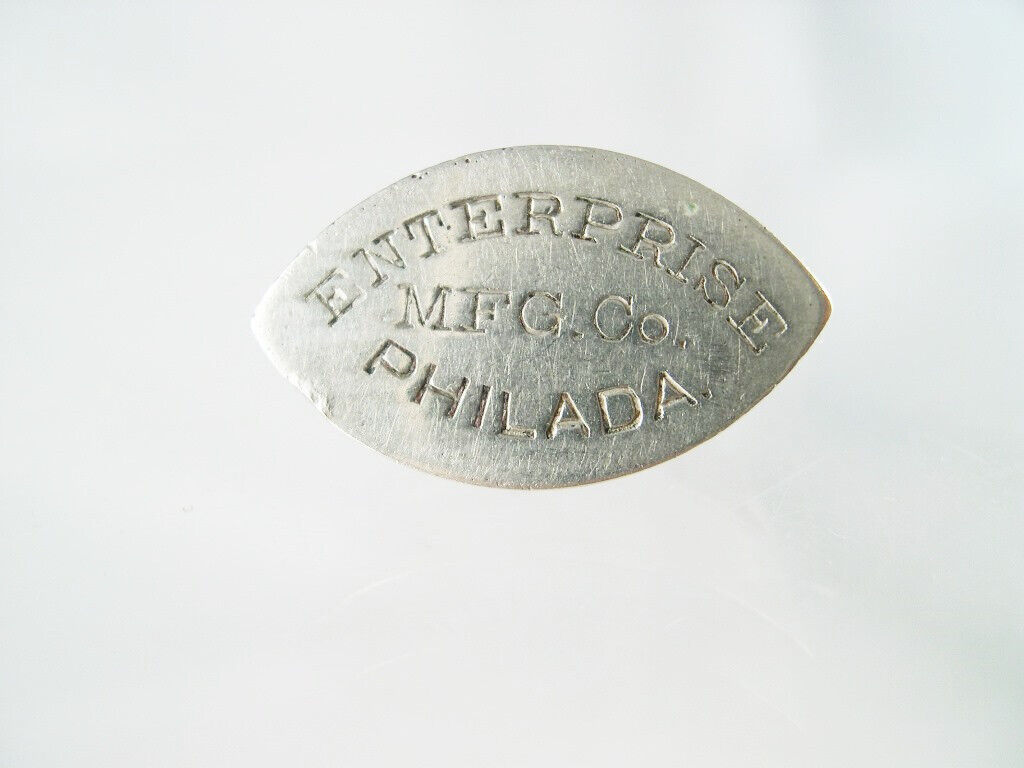 ENTERPRISE
MFG. Co.
PHILADA.